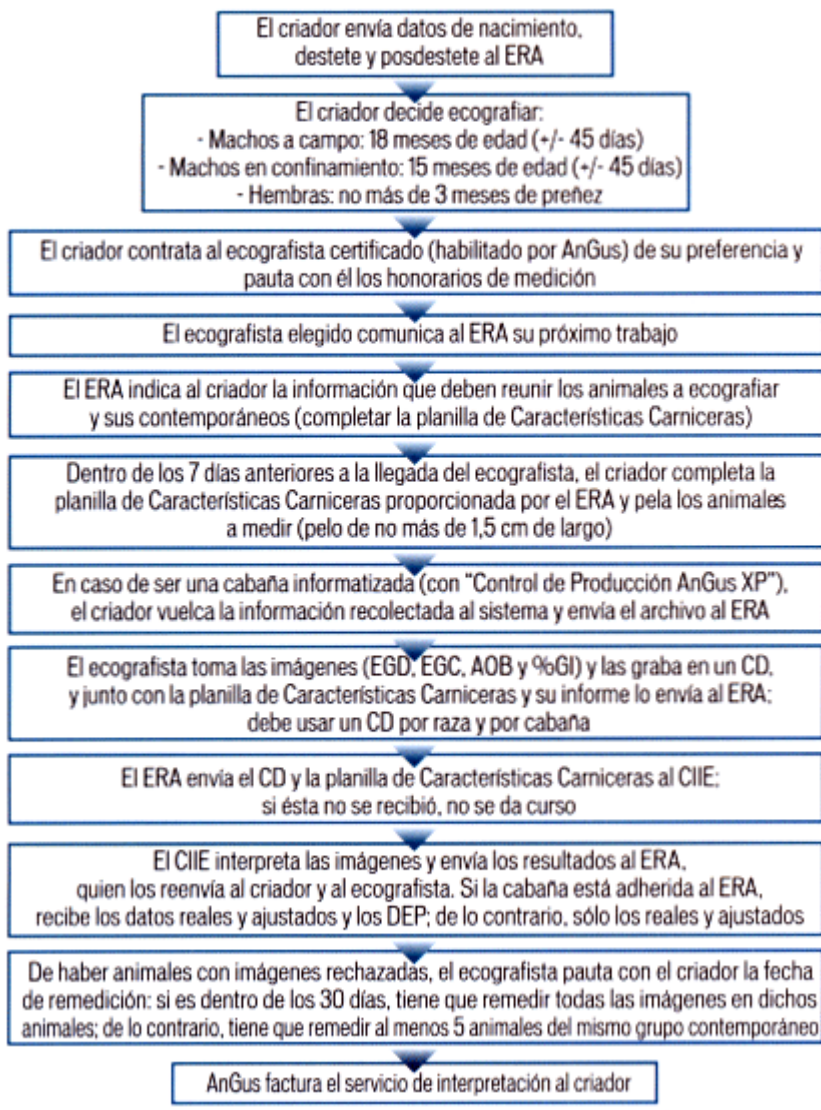 El criador envía datos de nacimiento,
destete y posdestete al ERA
El criador decide ecografiar:
- Machos a campo: 18 meses de edad (+/- 45 días)
- Machos en confinamiento: 15 meses de edad (+/- 45 días)
- Hembras: no más de 3 meses de preñez
El criador contrata al ecografista certificado (habilitado por AnGus) de su preferencia y
pauta con él los honorarios de medición
El ecografista elegido comunica al ERA su próximo trabajo
El ERA indica al criador la información que deben reunir los animales a ecografiar
y sus contemporáneos (completar la planilla de Características Carniceras)
Dentro de los 7 días anteriores a la llegada del ecografista, el criador completa la
planilla de Características Carniceras proporcionada por el ERA y pela los animales
a medir (pelo de no más de 1,5 cm de largo)
En caso de ser una cabaña informatizada (con “Control de Producción AnGus XP”),
el criador vuelca la información recolectada al sistema y envía el archivo al ERA
El ecografista toma las imágenes (EGD, EGC, AOB y %GI) y las graba en un CD,
y junto con la planilla de Características Carniceras y su informe lo envía al ERA;
debe usar un CD por raza y por cabaña
El ERA envía el CD y la planilla de Características Carniceras al CIIE;
si ésta no se recibió, no se da curso
El CIIE interpreta las imágenes y envía los resultados al ERA,
quien los reenvía al criador y al ecografista. Si la cabaña está adherida al ERA,
recibe los datos reales y ajustados y los DEP; de lo contrario, sólo los reales y ajustados
De haber animales con imágenes rechazadas, el ecografista pauta con el criador la fecha
de remedición: si es dentro de los 30 días, tiene que remedir todas las imágenes en dichos
animales; de lo contrario, tiene que remedir al menos 5 animales del mismo grupo contemporáneo
AnGus factura el servicio de interpretación al criador